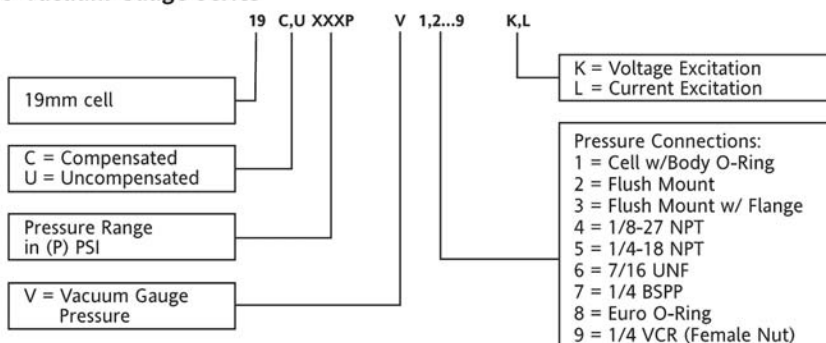 19 C,U XXXP V 1,2...9 K,L
19mm cell
C = Compensated
U = Uncompensated
Pressure Range
in (P) PSI
V = Vacuum Gauge
Pressure
K = Voltage Excitation
L = Current Excitation
Pressure Connections:
1 = Cell w/Body O-Ring
2 = Flush Mount
3 = Flush Mount w/ Flange
4 = 1/8-27 NPT
5 = 1/4-18 NPT
6 = 7/16 UNF
7 = 1/4 BSPP
8 = Euro O-Ring
9 = 1/4 VCR (Female Nut)